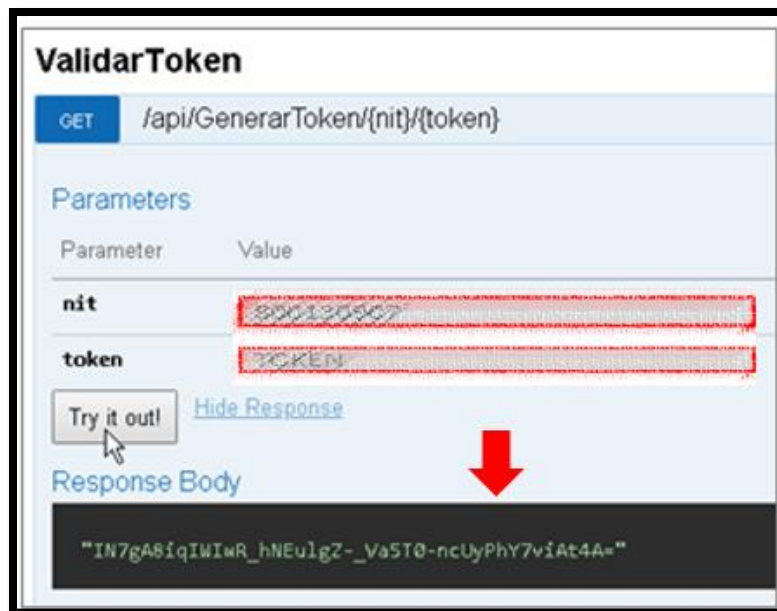 ValidarToken
GET /api/GenerarToken/{nit}/{token}
Parameters
Parameter Value
nit
token TOKEN
Try it out! Hide Response
Response Body
"IN7gA8iqIWIwR_hNEulgZ-_Va5T0-ncUyPhY7viAt4A="